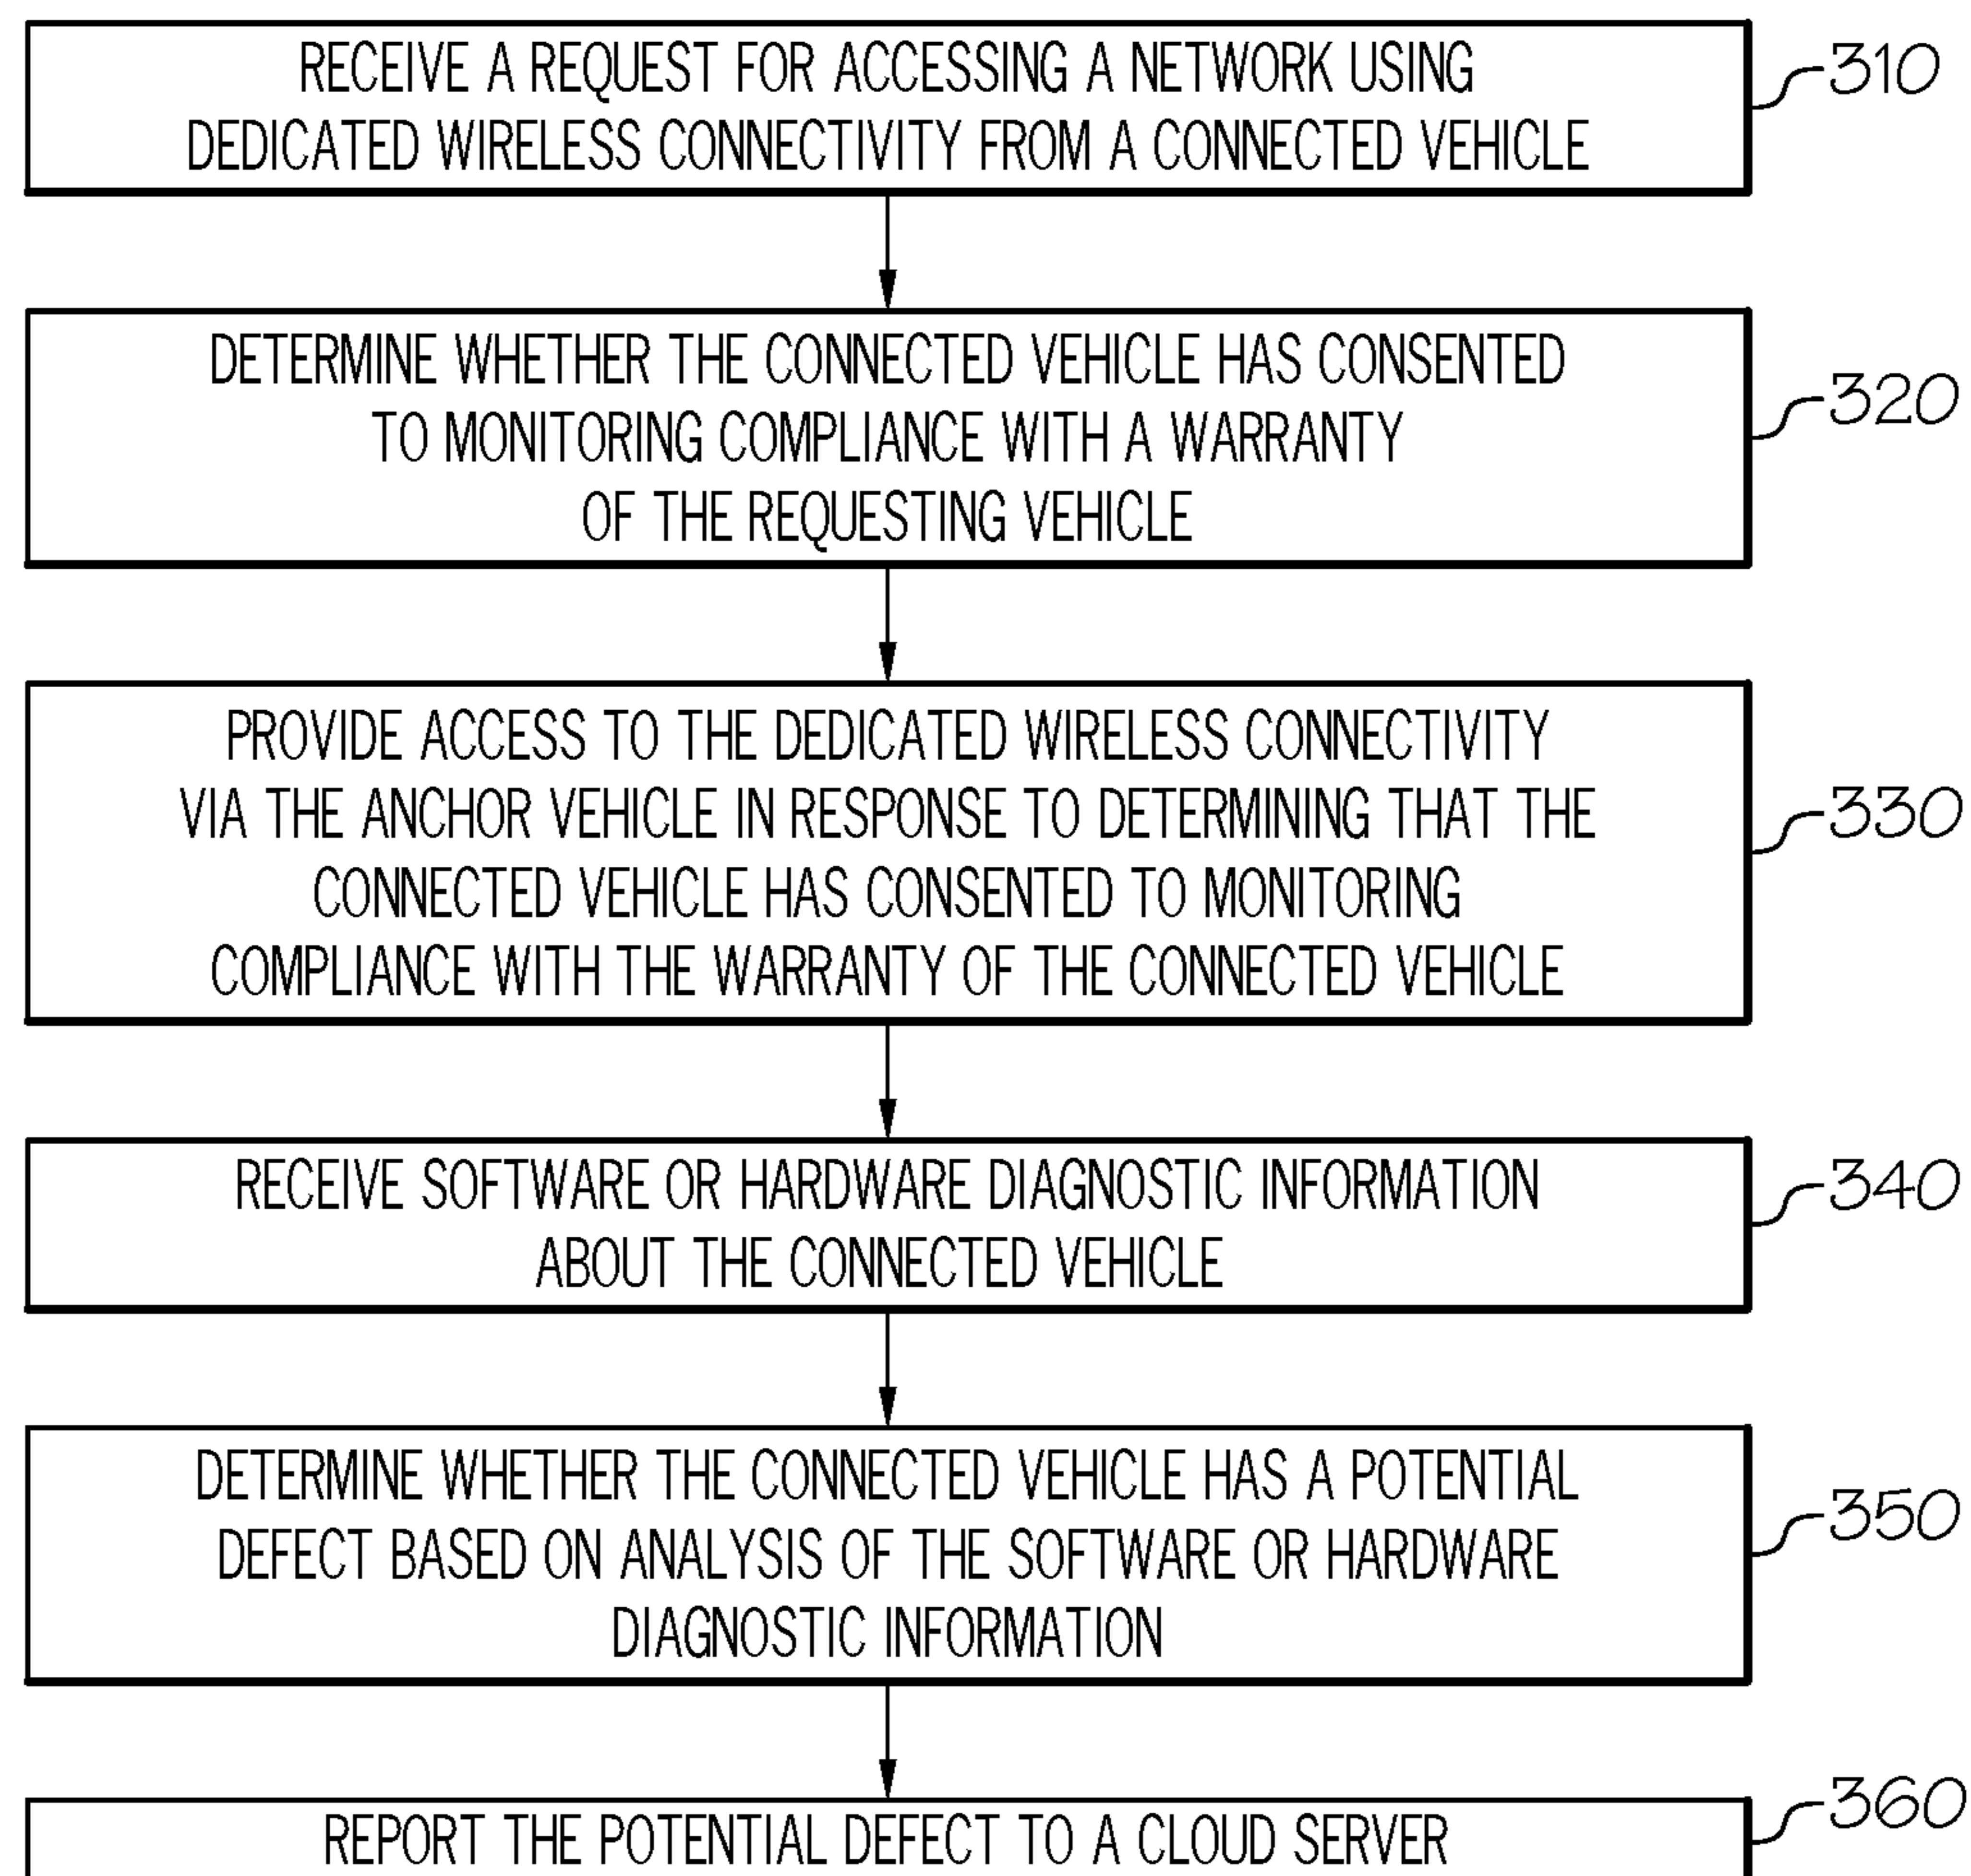 RECEIVE A REQUEST FOR ACCESSING A NETWORK USING
DEDICATED WIRELESS CONNECTIVITY FROM A CONNECTED VEHICLE
310
DETERMINE WHETHER THE CONNECTED VEHICLE HAS CONSENTED
TO MONITORING COMPLIANCE WITH A WARRANTY
OF THE REQUESTING VEHICLE
320
PROVIDE ACCESS TO THE DEDICATED WIRELESS CONNECTIVITY
VIA THE ANCHOR VEHICLE IN RESPONSE TO DETERMINING THAT THE
CONNECTED VEHICLE HAS CONSENTED TO MONITORING
COMPLIANCE WITH THE WARRANTY OF THE CONNECTED VEHICLE
330
RECEIVE SOFTWARE OR HARDWARE DIAGNOSTIC INFORMATION
ABOUT THE CONNECTED VEHICLE
340
DETERMINE WHETHER THE CONNECTED VEHICLE HAS A POTENTIAL
DEFECT BASED ON ANALYSIS OF THE SOFTWARE OR HARDWARE
DIAGNOSTIC INFORMATION
350
REPORT THE POTENTIAL DEFECT TO A CLOUD SERVER
360